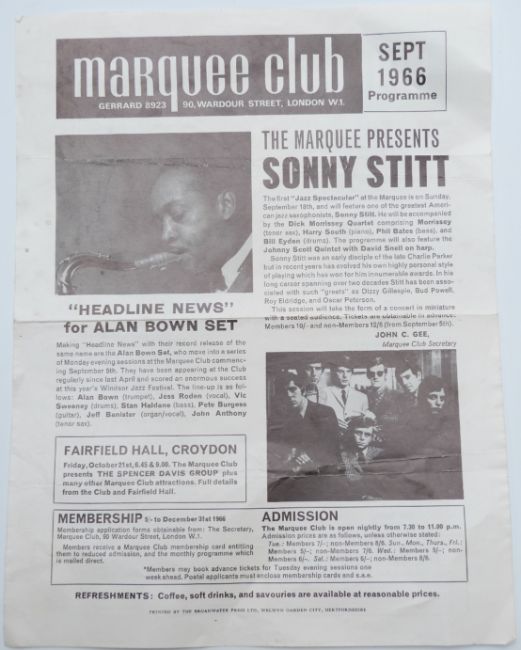 marquee club
GERRARD 8923 90, WARDOUR STREET, LONDON W.1.
SEPT
1966
Programme
THE MARQUEE PRESENTS
SONNY STITT
The first "Jazz Spectacular" at the Marquee is on Sunday,
September 18th, and will feature one of the greatest Ameri-
can jazz saxophonists, Sonny Stitt. He will be accompanied
by the Dick Morrissey Quartet comprising Morrissey
(tenor sax), Harry South (piano), Phil Bates (bass), and
Bill Eyden (drums). The programme will also feature the
Johnny Scott Quintet with David Snell on harp.
Sonny Stitt was an early disciple of the late Charlie Parker
but in recent years has evolved his own highly personal style
of playing which has won for him innumerable awards. In his
long career spanning over two decades Stitt has been asso-
ciated with such "greats" as Dizzy Gillespie, Bud Powell,
Roy Eldridge, and Oscar Peterson.
This session will take the form of a concert in miniature
with a seated audience. Tickets are obtainable in advance:
Members 10/- and non-Members 12/6 (from September 5th).
JOHN C. GEE,
Marquee Club Secretary
"HEADLINE NEWS"
for ALAN BOWN SET
Making "Headline News" with their record release of the
same name are the Alan Bown Set, who move into a series
of Monday evening sessions at the Marquee Club commenc-
ing September 5th. They have been appearing at the Club
regularly since last April and scored an enormous success
at this year's Windsor Jazz Festival. The line-up is as fol-
lows: Alan Bown (trumpet), Jess Roden (vocal), Vic
Sweeney (drums), Stan Haldane (bass), Pete Burgess
(guitar), Jeff Banister (organ/vocal), John Anthony
(tenor sax).
FAIRFIELD HALL, CROYDON
Friday, October 21st, 6.45 & 9.00. The Marquee Club
presents THE SPENCER DAVIS GROUP plus
many other Marquee Club attractions. Full details
from the Club and Fairfield Hall.
MEMBERSHIP 5/- to December 31st 1966
Membership application forms obtainable from: The Secretary,
Marquee Club, 90 Wardour Street, London W.1.
Members receive a Marquee Club membership card entitling
them to reduced admission, and the monthly programme which
is mailed direct.
ADMISSION
The Marquee Club is open nightly from 7.30 to 11.00 p.m.
Admission prices are as follows, unless otherwise stated:
Tue.: Members 7/-; non-Members 8/6. Sun., Mon., Thurs., Fri.:
Members 5/-; non-Members 7/6. Wed.: Members 5/-; non-
Members 6/-. Sat.: Members 6/-; non-Members 8/6.
*Members may book advance tickets for Tuesday evening sessions one
week ahead. Postal applicants must enclose membership cards and s.a.e.
REFRESHMENTS: Coffee, soft drinks, and savouries are available at reasonable prices.
PRINTED BY THE BROADWATER PRESS LTD, WELWYN GARDEN CITY, HERTFORDSHIRE